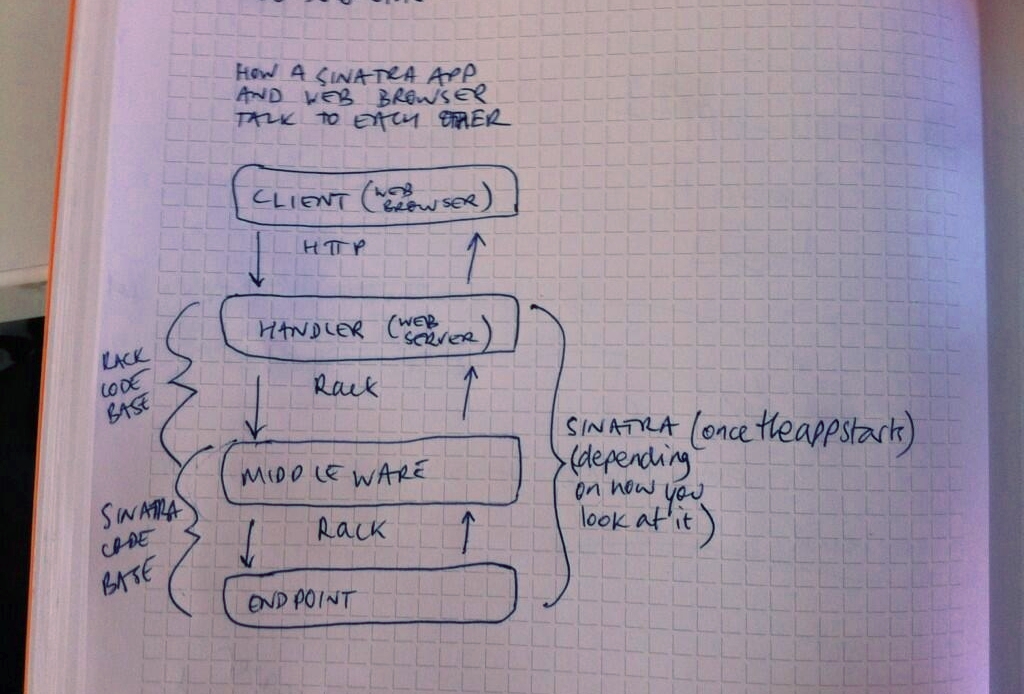 HOW A SINATRA APP
AND WEB BROWSER
TALK TO EACH OTHER
CLIENT (WEB BROWSER)
HTTP
HANDLER (WEB SERVER)
RACK
CODE
BASE
Rack
MIDDLEWARE
SINATRA (once the app starts)
(depending
on how you
look at it)
SINATRA
CODE
BASE
Rack
ENDPOINT